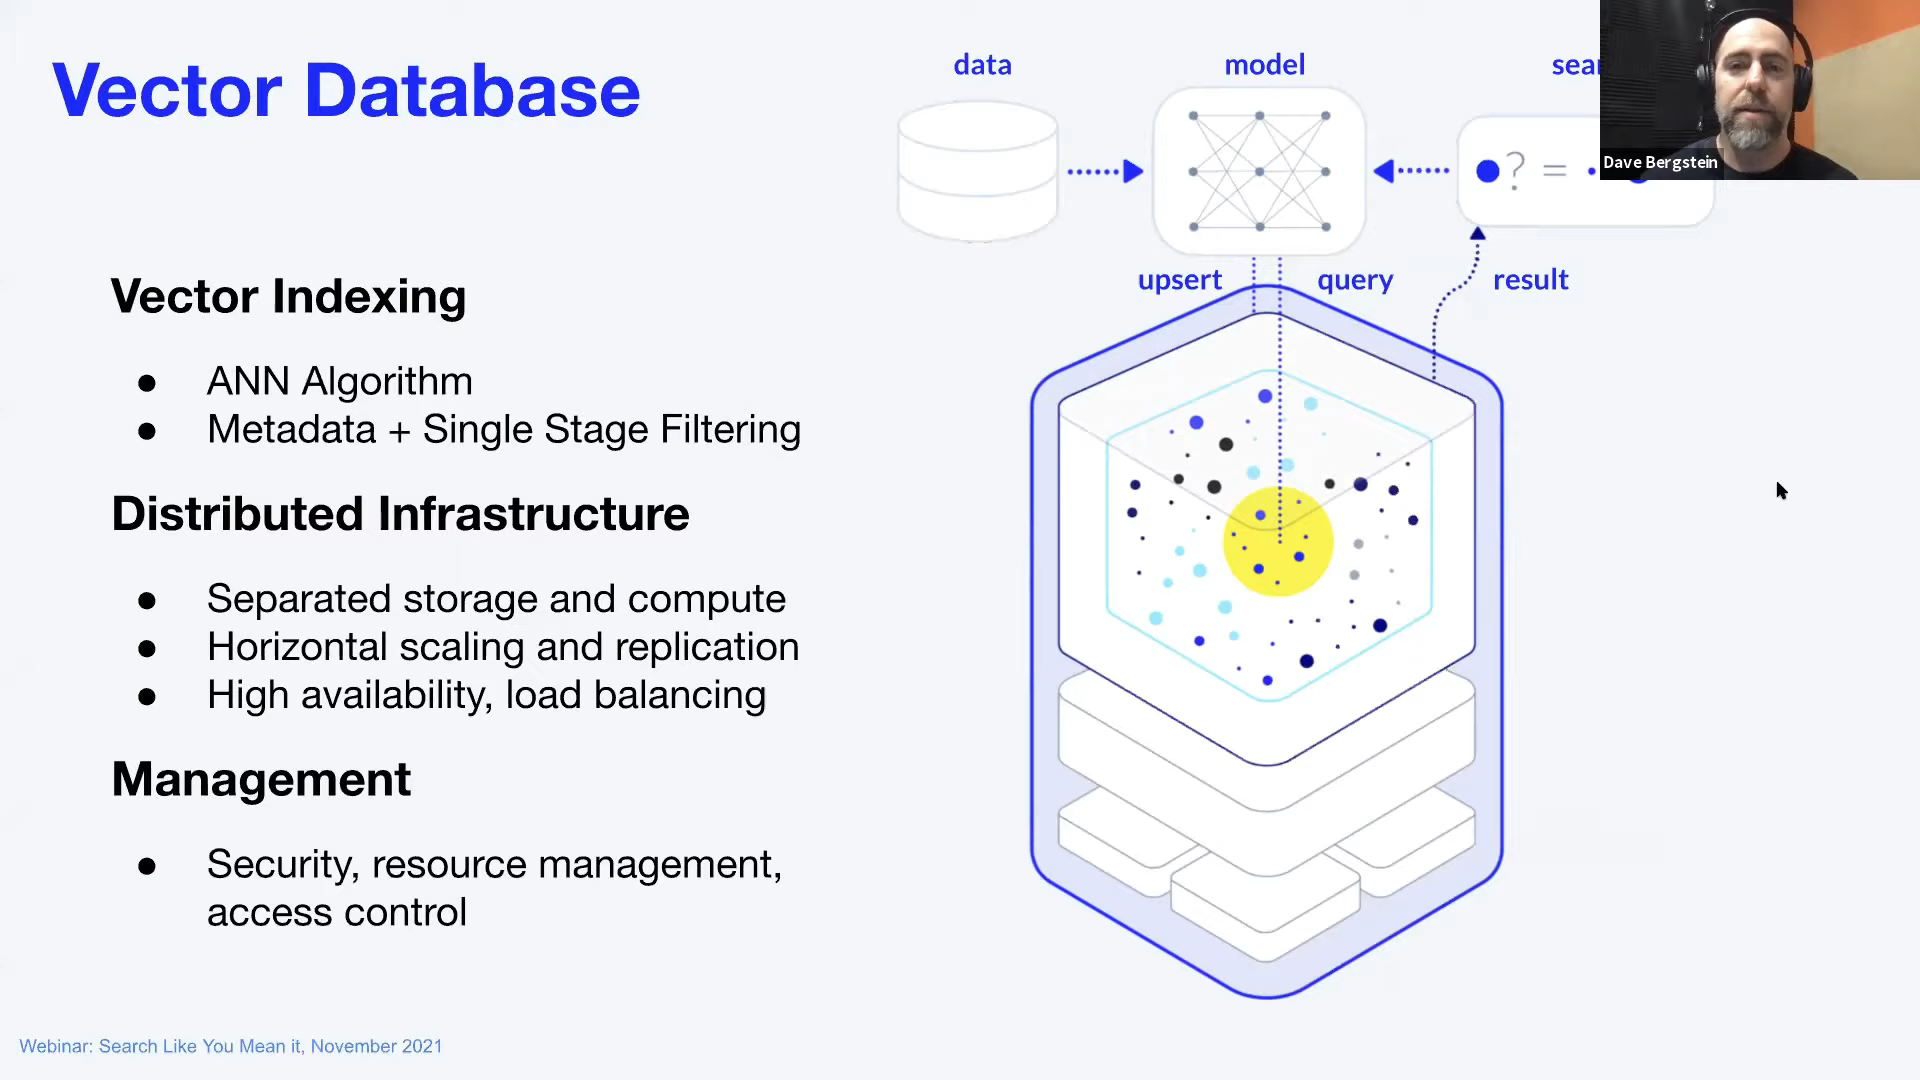 Vector Database
Vector Indexing
● ANN Algorithm
● Metadata + Single Stage Filtering
Distributed Infrastructure
● Separated storage and compute
● Horizontal scaling and replication
● High availability, load balancing
Management
● Security, resource management,
access control
data
model
? =
upsert
query
result
Dave Bergstein
Webinar: Search Like You Mean it, November 2021